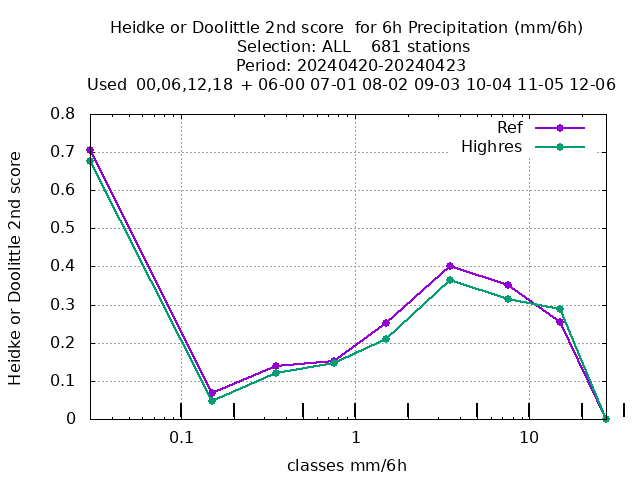 Heidke or Doolittle 2nd score  for 6h Precipitation (mm/6h)
Selection: ALL    681 stations
Period: 20240420-20240423
Used  00,06,12,18  + 06-00 07-01 08-02 09-03 10-04 11-05 12-06
Ref
Highres
Heidke or Doolittle 2nd score
0.8
0.7
0.6
0.5
0.4
0.3
0.2
0.1
0
0.1 1 10
classes mm/6h